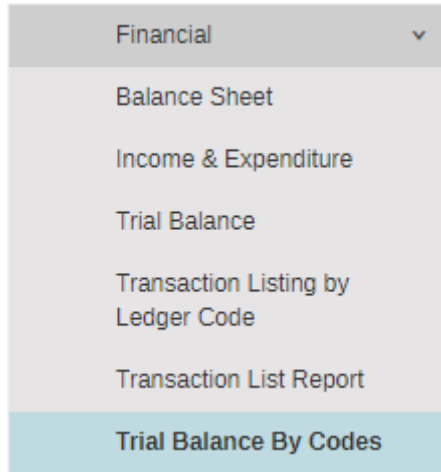 Financial
Balance Sheet
Income & Expenditure
Trial Balance
Transaction Listing by
Ledger Code
Transaction List Report
Trial Balance By Codes